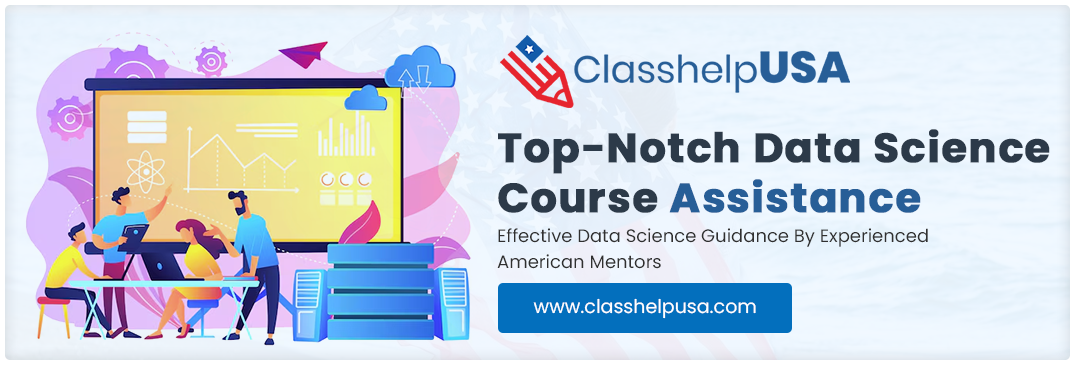 ClasshelpUSA
Top-Notch Data Science
Course Assistance
Effective Data Science Guidance By Experienced
American Mentors
www.classhelpusa.com